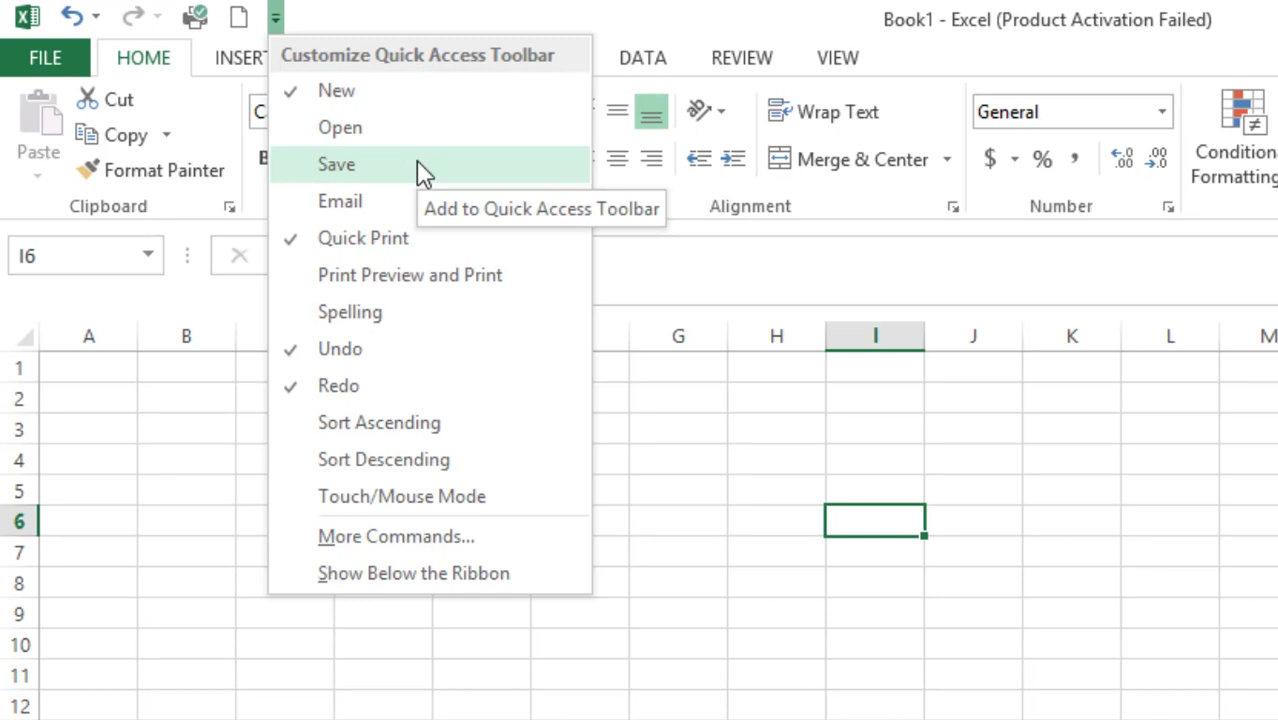 Book1 - Excel (Product Activation Failed)
FILE
HOME
INSERT
DATA
REVIEW
VIEW
Customize Quick Access Toolbar
New
Open
Save
Email
Quick Print
Print Preview and Print
Spelling
Undo
Redo
Sort Ascending
Sort Descending
Touch/Mouse Mode
More Commands...
Show Below the Ribbon
Add to Quick Access Toolbar
Paste
Cut
Copy
Format Painter
Clipboard
B
Wrap Text
Merge & Center
Alignment
General
$ % ,
Number
Formatting
I6
A B G H I J K L M
1
2
3
4
5
6
7
8
9
10
11
12